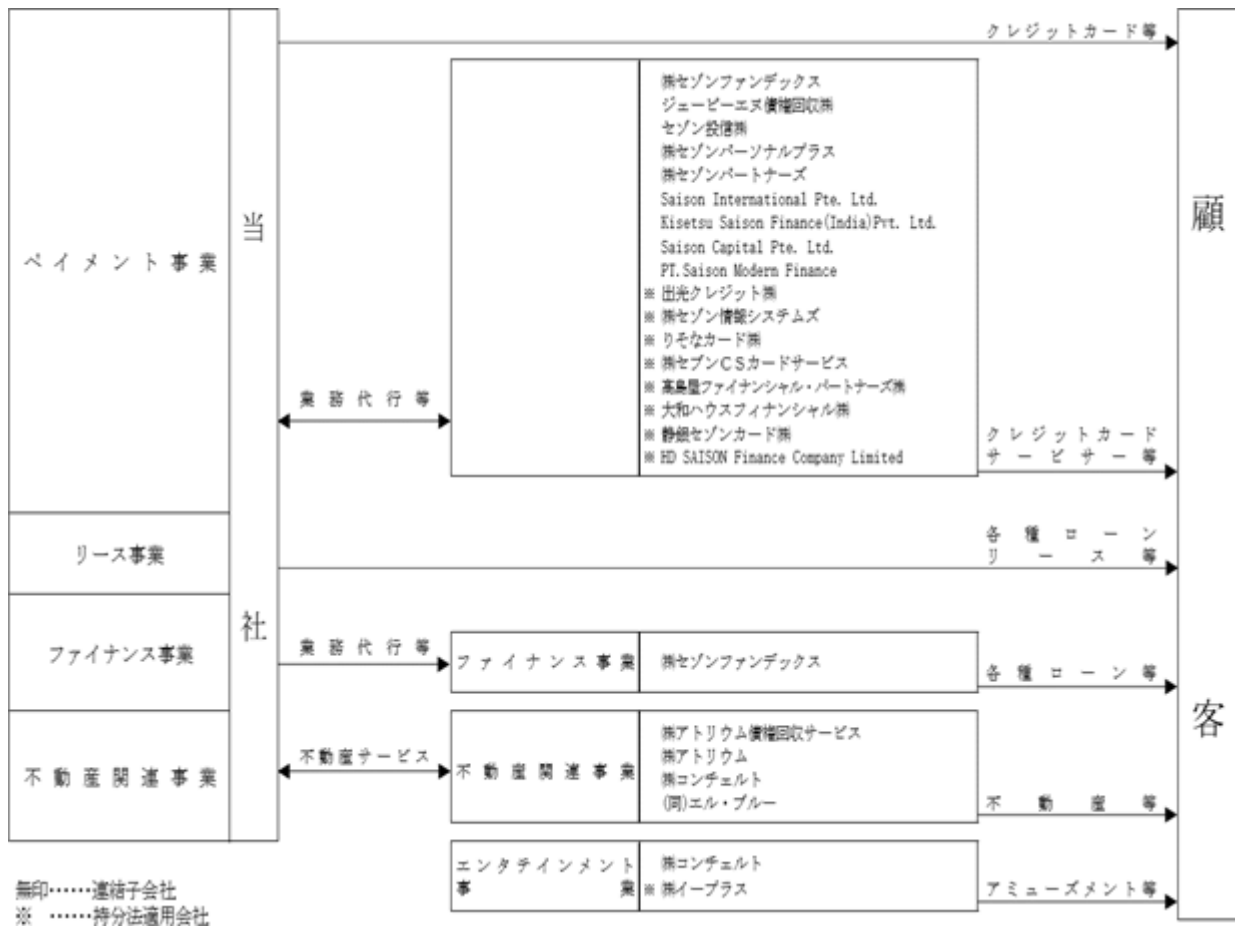 クレジットカード等
ペイメント事業
当
社
㈱セゾンファンデックス
ジェーピーエヌ債権回収㈱
セゾン投信㈱
㈱セゾンパーソナルプラス
㈱セゾンパートナーズ
Saison International Pte. Ltd.
Kisetsu Saison Finance(India)Pvt. Ltd.
Saison Capital Pte. Ltd.
PT.Saison Modern Finance
※ 出光クレジット㈱
※ ㈱セゾン情報システムズ
※ りそなカード㈱
※ ㈱セブンCSカードサービス
※ 髙島屋ファイナンシャル・パートナーズ㈱
※ 大和ハウスフィナンシャル㈱
※ 静銀セゾンカード㈱
※ HD SAISON Finance Company Limited
業務代行等
クレジットカード
サービサー等
顧
客
リース事業
各種ローン
リース等
ファイナンス事業
業務代行等
ファイナンス事業
㈱セゾンファンデックス
各種ローン等
不動産関連事業
不動産サービス
不動産関連事業
㈱アトリウム債権回収サービス
㈱アトリウム
㈱コンチェルト
(同)エル・ブルー
不動産等
エンタテインメント
事業
㈱コンチェルト
※ ㈱イープラス
アミューズメント等
無印……連結子会社
※ ……持分法適用会社